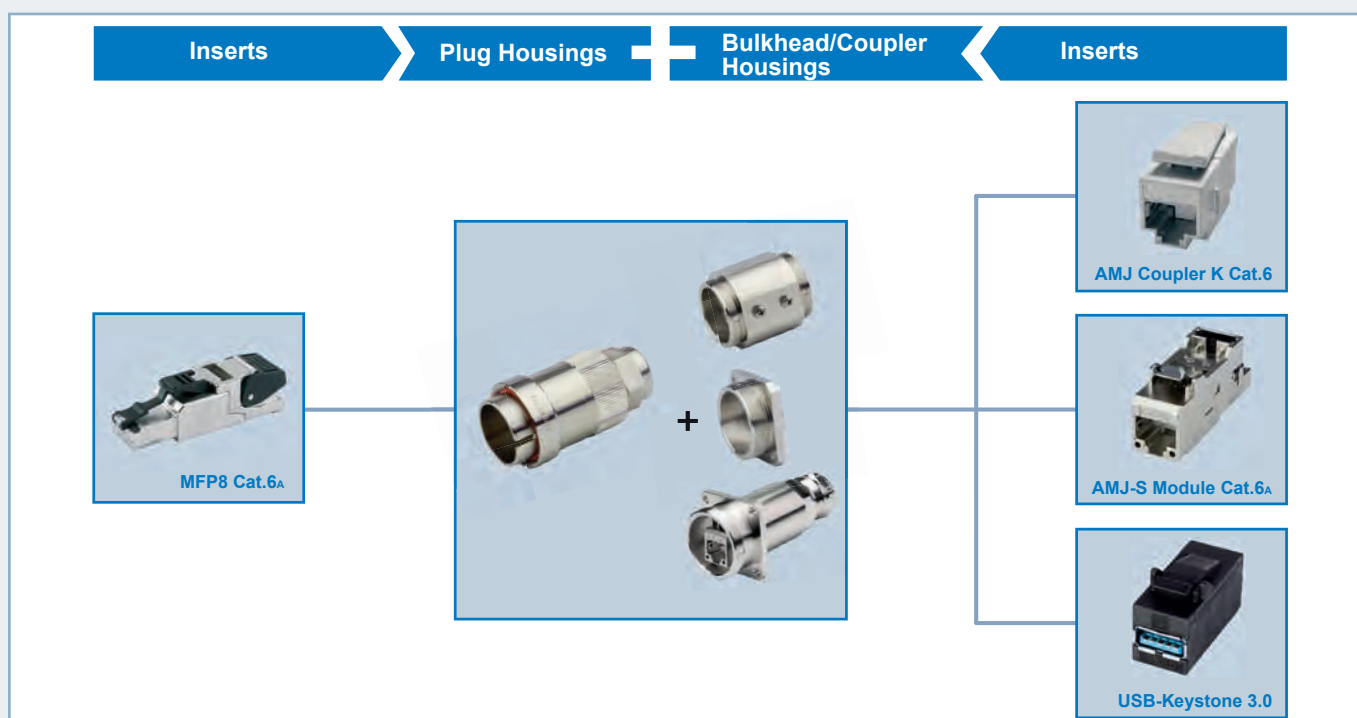 Inserts
Plug Housings
Bulkhead/Coupler
Housings
Inserts
AMJ Coupler K Cat.6
MFP8 Cat.6A
+
AMJ-S Module Cat.6A
USB-Keystone 3.0